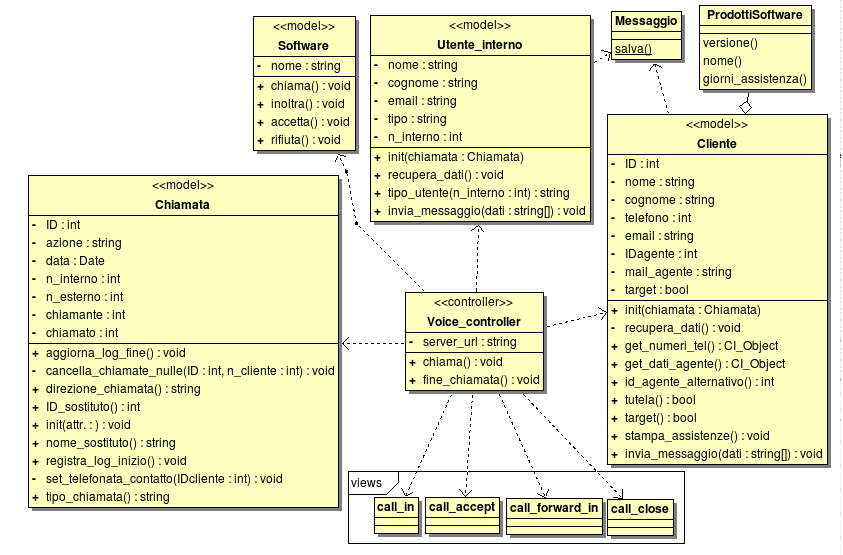 <<model>>
Software
- nome : string
+ chiama() : void
+ inoltra() : void
+ accetta() : void
+ rifiuta() : void
<<model>>
Utente_interno
- nome : string
- cognome : string
- email : string
- tipo : string
- n_interno : int
+ init(chiamata : Chiamata)
+ recupera_dati() : void
+ tipo_utente(n_interno : int) : string
+ invia_messaggio(dati : string[]) : void
Messaggio
salva()
ProdottiSoftware
versione()
nome()
giorni_assistenza()
<<model>>
Cliente
- ID : int
- nome : string
- cognome : string
- telefono : int
- email : string
- IDagente : int
- mail_agente : string
- target : bool
+ init(chiamata : Chiamata)
- recupera_dati() : void
+ get_numeri_tel() : CI_Object
+ get_dati_agente() : CI_Object
+ id_agente_alternativo() : int
+ tutela() : bool
+ target() : bool
+ stampa_assistenze() : void
+ invia_messaggio(dati : string[]) : void
<<model>>
Chiamata
- ID : int
- azione : string
- data : Date
- n_interno : int
- n_esterno : int
- chiamante : int
- chiamato : int
+ aggiorna_log_fine() : void
- cancella_chiamate_nulle(ID : int, n_cliente : int) : void
+ direzione_chiamata() : string
+ ID_sostituto() : int
+ init(attr. : ) : void
+ nome_sostituto() : string
+ registra_log_inizio() : void
- set_telefonata_contatto(IDcliente : int) : void
+ tipo_chiamata() : string
<<controller>>
Voice_controller
- server_url : string
+ chiama() : void
+ fine_chiamata() : void
views
call_in
call_accept
call_forward_in
call_close